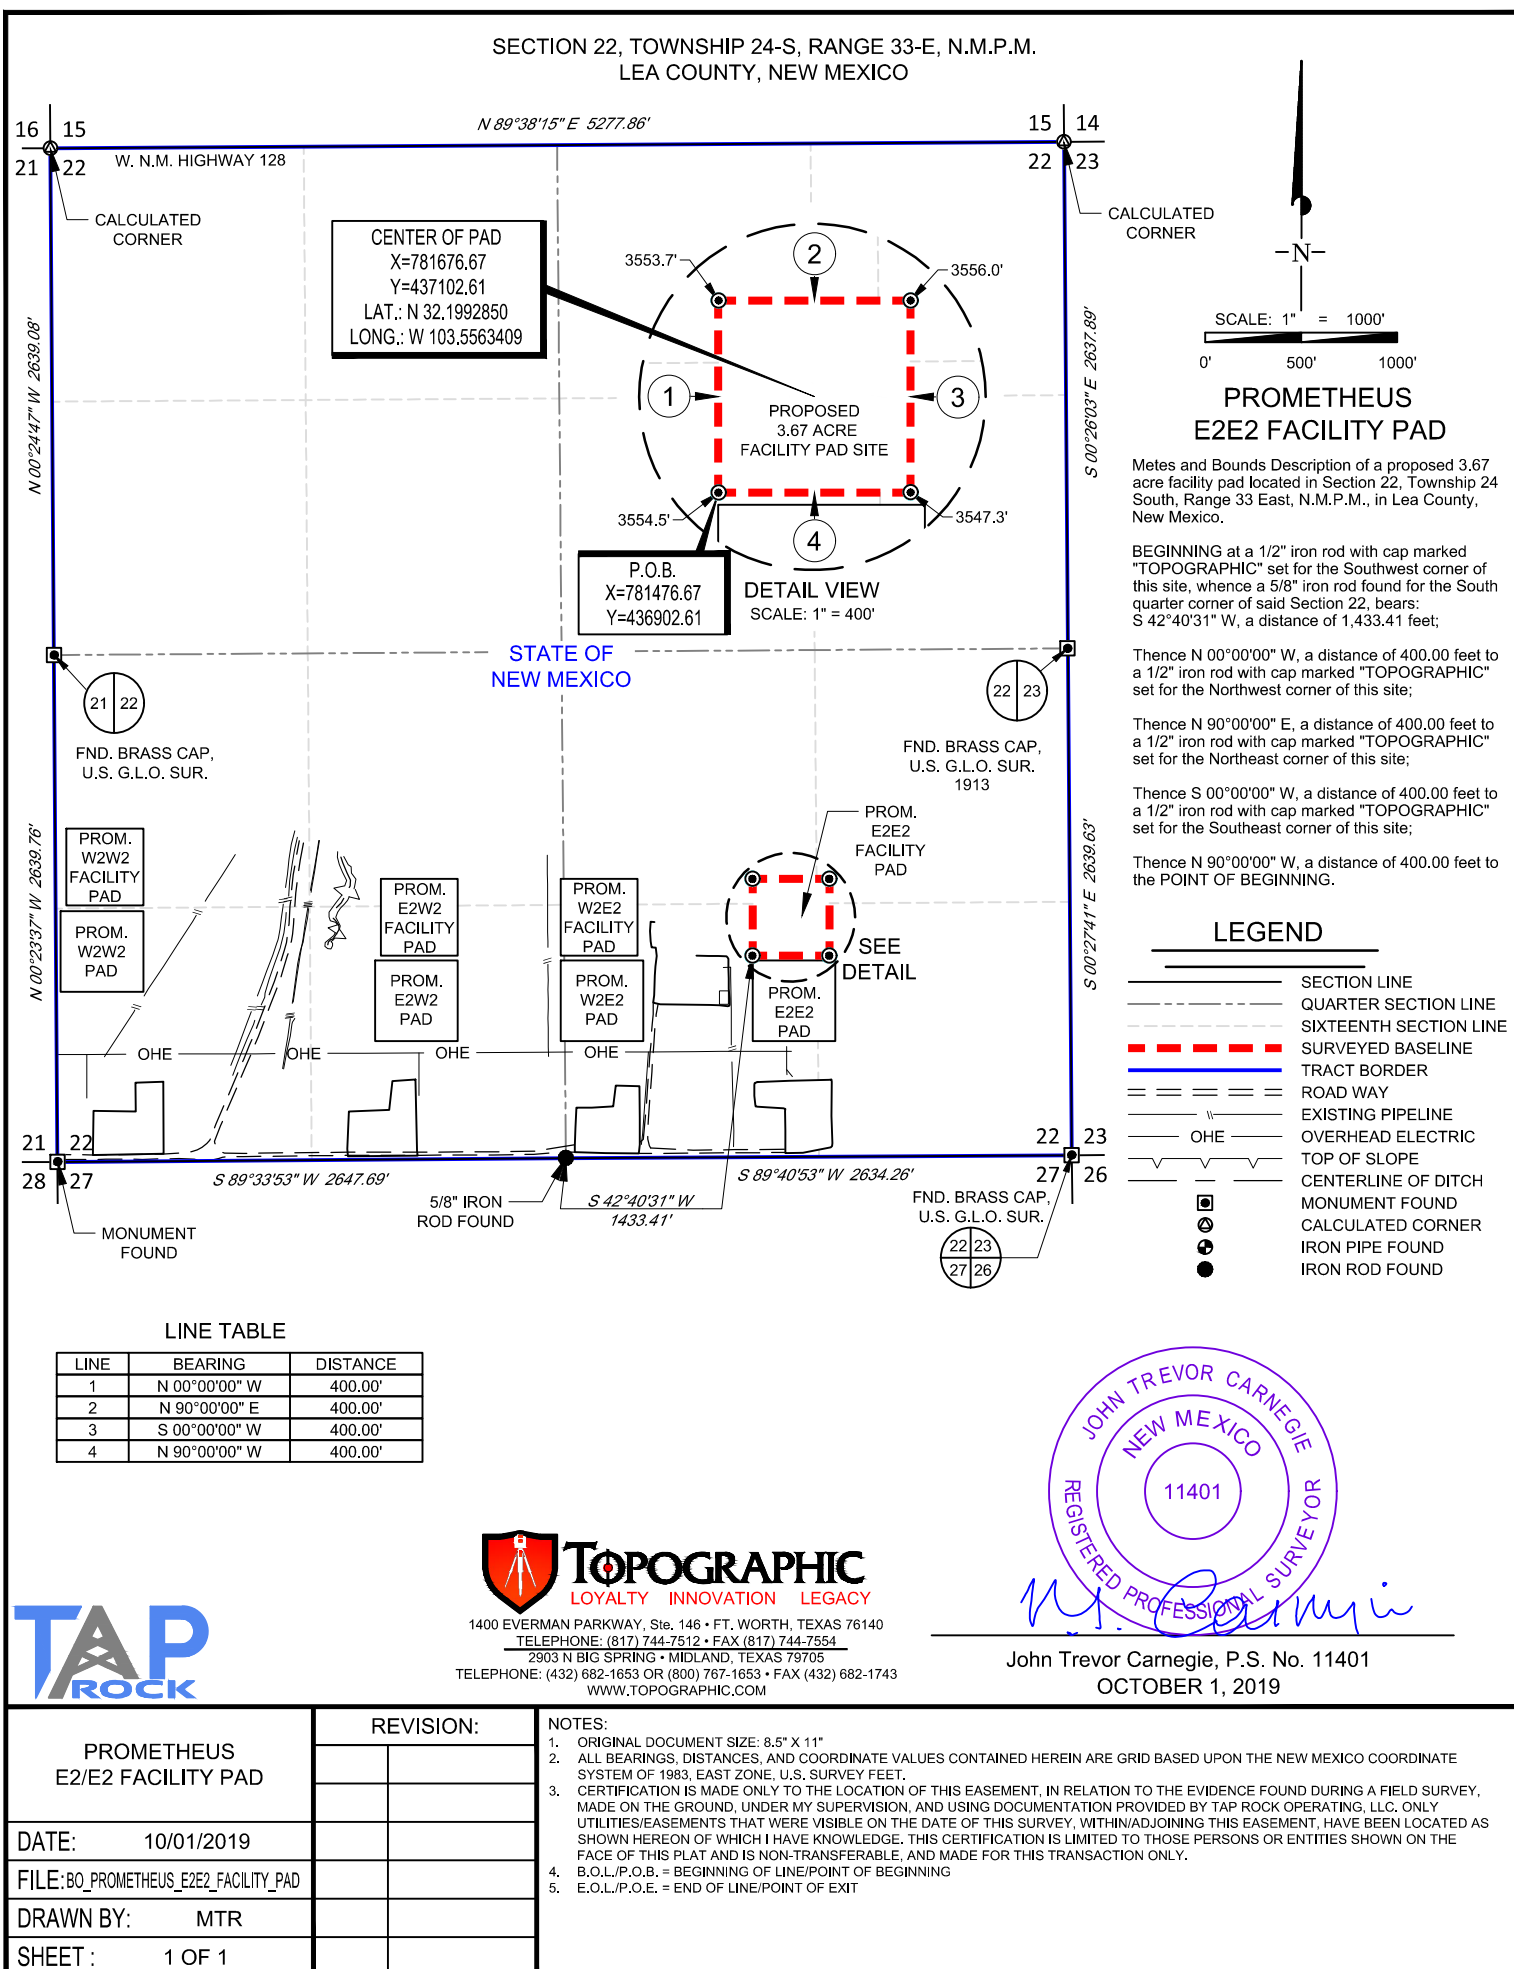 SECTION 22, TOWNSHIP 24-S, RANGE 33-E, N.M.P.M.
LEA COUNTY, NEW MEXICO
N 89°38'15" E 5277.86'
16 15
21 22
W. N.M. HIGHWAY 128
15 14
22 23
CALCULATED
CORNER
CALCULATED
CORNER
CENTER OF PAD
X=781676.67
Y=437102.61
LAT.: N 32.1992850
LONG.: W 103.5563409
3553.7'
2
3556.0'
1
3
PROPOSED
3.67 ACRE
FACILITY PAD SITE
3554.5'
3547.3'
4
P.O.B.
X=781476.67
Y=436902.61
DETAIL VIEW
SCALE: 1" = 400'
N 00°24'47" W 2639.08'
S 00°26'03" E 2637.89'
-N-
SCALE: 1" = 1000'
0' 500' 1000'
PROMETHEUS
E2E2 FACILITY PAD
Metes and Bounds Description of a proposed 3.67
acre facility pad located in Section 22, Township 24
South, Range 33 East, N.M.P.M., in Lea County,
New Mexico.
BEGINNING at a 1/2" iron rod with cap marked
"TOPOGRAPHIC" set for the Southwest corner of
this site, whence a 5/8" iron rod found for the South
quarter corner of said Section 22, bears:
S 42°40'31" W, a distance of 1,433.41 feet;
Thence N 00°00'00" W, a distance of 400.00 feet to
a 1/2" iron rod with cap marked "TOPOGRAPHIC"
set for the Northwest corner of this site;
Thence N 90°00'00" E, a distance of 400.00 feet to
a 1/2" iron rod with cap marked "TOPOGRAPHIC"
set for the Northeast corner of this site;
Thence S 00°00'00" W, a distance of 400.00 feet to
a 1/2" iron rod with cap marked "TOPOGRAPHIC"
set for the Southeast corner of this site;
Thence N 90°00'00" W, a distance of 400.00 feet to
the POINT OF BEGINNING.
STATE OF
NEW MEXICO
21 22
FND. BRASS CAP,
U.S. G.L.O. SUR.
22 23
FND. BRASS CAP,
U.S. G.L.O. SUR.
1913
N 00°23'37" W 2639.76'
S 00°27'41" E 2639.63'
PROM.
W2W2
FACILITY
PAD
PROM.
W2W2
PAD
PROM.
E2W2
FACILITY
PAD
PROM.
E2W2
PAD
PROM.
W2E2
FACILITY
PAD
PROM.
W2E2
PAD
PROM.
E2E2
FACILITY
PAD
SEE
DETAIL
PROM.
E2E2
PAD
OHE OHE OHE OHE
21 22
28 27
22 23
27 26
S 89°33'53" W 2647.69'
S 89°40'53" W 2634.26'
5/8" IRON
ROD FOUND
S 42°40'31" W
1433.41'
MONUMENT
FOUND
FND. BRASS CAP,
U.S. G.L.O. SUR.
22 23
27 26
LEGEND
SECTION LINE
QUARTER SECTION LINE
SIXTEENTH SECTION LINE
SURVEYED BASELINE
TRACT BORDER
ROAD WAY
EXISTING PIPELINE
OHE OVERHEAD ELECTRIC
TOP OF SLOPE
CENTERLINE OF DITCH
MONUMENT FOUND
CALCULATED CORNER
IRON PIPE FOUND
IRON ROD FOUND
LINE TABLE
LINE BEARING DISTANCE
1 N 00°00'00" W 400.00'
2 N 90°00'00" E 400.00'
3 S 00°00'00" W 400.00'
4 N 90°00'00" W 400.00'
JOHN TREVOR CARNEGIE
NEW MEXICO
11401
REGISTERED PROFESSIONAL SURVEYOR
John Trevor Carnegie, P.S. No. 11401
OCTOBER 1, 2019
TAP
ROCK
TOPOGRAPHIC
LOYALTY INNOVATION LEGACY
1400 EVERMAN PARKWAY, Ste. 146 • FT. WORTH, TEXAS 76140
TELEPHONE: (817) 744-7512 • FAX (817) 744-7554
2903 N BIG SPRING • MIDLAND, TEXAS 79705
TELEPHONE: (432) 682-1653 OR (800) 767-1653 • FAX (432) 682-1743
WWW.TOPOGRAPHIC.COM
PROMETHEUS
E2/E2 FACILITY PAD
REVISION:
DATE: 10/01/2019
FILE: BO_PROMETHEUS_E2E2_FACILITY_PAD
DRAWN BY: MTR
SHEET : 1 OF 1
NOTES:
1. ORIGINAL DOCUMENT SIZE: 8.5" X 11"
2. ALL BEARINGS, DISTANCES, AND COORDINATE VALUES CONTAINED HEREIN ARE GRID BASED UPON THE NEW MEXICO COORDINATE
SYSTEM OF 1983, EAST ZONE, U.S. SURVEY FEET.
3. CERTIFICATION IS MADE ONLY TO THE LOCATION OF THIS EASEMENT, IN RELATION TO THE EVIDENCE FOUND DURING A FIELD SURVEY,
MADE ON THE GROUND, UNDER MY SUPERVISION, AND USING DOCUMENTATION PROVIDED BY TAP ROCK OPERATING, LLC. ONLY
UTILITIES/EASEMENTS THAT WERE VISIBLE ON THE DATE OF THIS SURVEY, WITHIN/ADJOINING THIS EASEMENT, HAVE BEEN LOCATED AS
SHOWN HEREON OF WHICH I HAVE KNOWLEDGE. THIS CERTIFICATION IS LIMITED TO THOSE PERSONS OR ENTITIES SHOWN ON THE
FACE OF THIS PLAT AND IS NON-TRANSFERABLE, AND MADE FOR THIS TRANSACTION ONLY.
4. B.O.L./P.O.B. = BEGINNING OF LINE/POINT OF BEGINNING
5. E.O.L./P.O.E. = END OF LINE/POINT OF EXIT